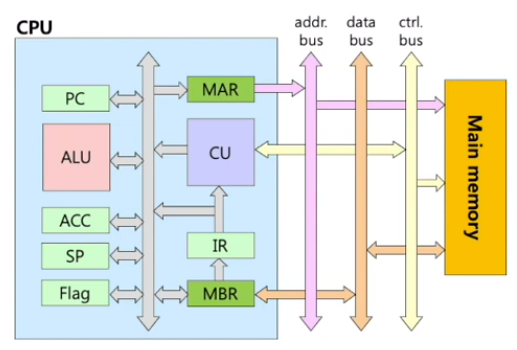 CPU
addr. bus
data bus
ctrl. bus
PC
MAR
ALU
CU
ACC
SP
IR
Flag
MBR
Main memory